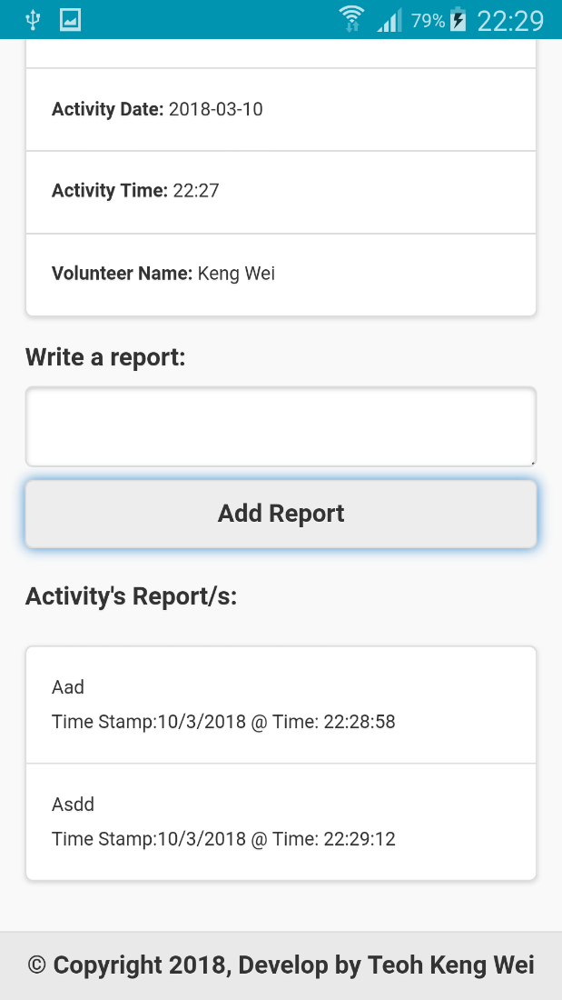 79% 22:29
Activity Date: 2018-03-10
Activity Time: 22:27
Volunteer Name: Keng Wei
Write a report:
Add Report
Activity's Report/s:
Aad
Time Stamp:10/3/2018 @ Time: 22:28:58
Asdd
Time Stamp:10/3/2018 @ Time: 22:29:12
© Copyright 2018, Develop by Teoh Keng Wei